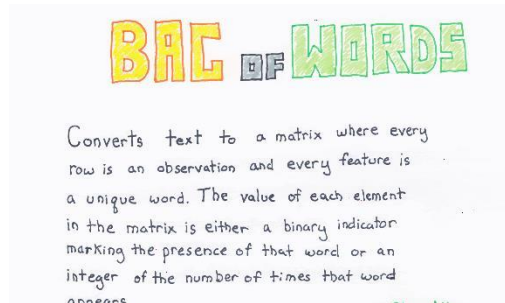 BAG OF WORDS
Converts text to a matrix where every
row is an observation and every feature is
a unique word. The value of each element
in the matrix is either a binary indicator
marking the presence of that word or an
integer of the number of times that word
appears